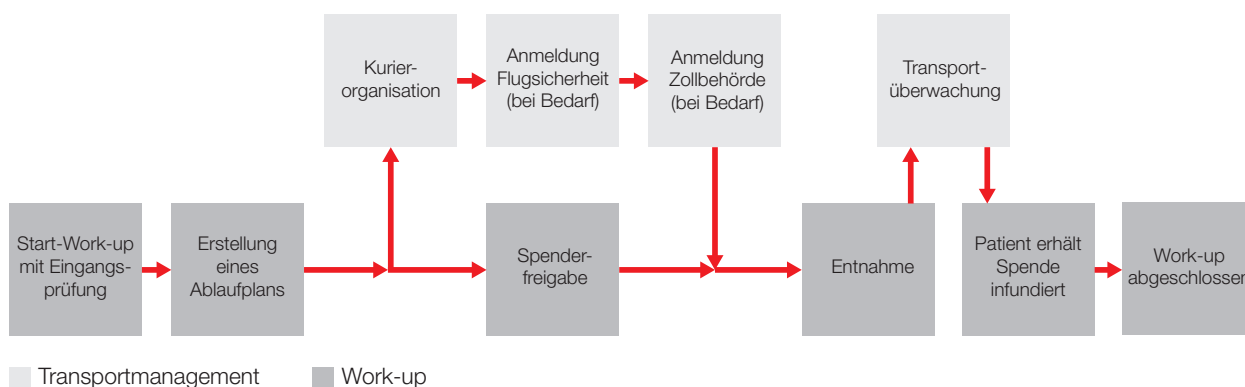 Kurier-
organisation
Anmeldung
Flugsicherheit
(bei Bedarf)
Anmeldung
Zollbehörde
(bei Bedarf)
Transport-
überwachung
Start-Work-up
mit Eingangs-
prüfung
Erstellung
eines
Ablaufplans
Spender-
freigabe
Entnahme
Patient erhält
Spende
infundiert
Work-up
abgeschlossen
Transportmanagement
Work-up